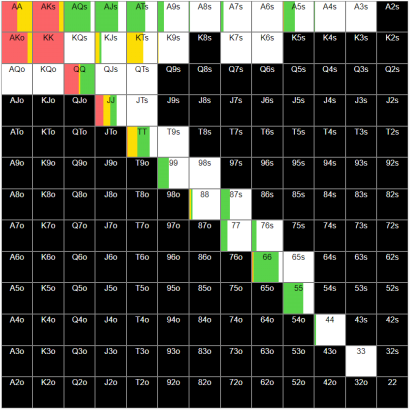 AA AKs AQs AJs ATs A9s A8s A7s A6s A5s A4s A3s A2s
AKo KK KQs KJs KTs K9s K8s K7s K6s K5s K4s K3s K2s
AQo KQo QQ QJs QTs Q9s Q8s Q7s Q6s Q5s Q4s Q3s Q2s
AJo KJo QJo JJ JTs J9s J8s J7s J6s J5s J4s J3s J2s
ATo KTo QTo JTo TT T9s T8s T7s T6s T5s T4s T3s T2s
A9o K9o Q9o J9o T9o 99 98s 97s 96s 95s 94s 93s 92s
A8o K8o Q8o J8o T8o 98o 88 87s 86s 85s 84s 83s 82s
A7o K7o Q7o J7o T7o 97o 87o 77 76s 75s 74s 73s 72s
A6o K6o Q6o J6o T6o 96o 86o 76o 66 65s 64s 63s 62s
A5o K5o Q5o J5o T5o 95o 85o 75o 65o 55 54s 53s 52s
A4o K4o Q4o J4o T4o 94o 84o 74o 64o 54o 44 43s 42s
A3o K3o Q3o J3o T3o 93o 83o 73o 63o 53o 43o 33 32s
A2o K2o Q2o J2o T2o 92o 82o 72o 62o 52o 42o 32o 22